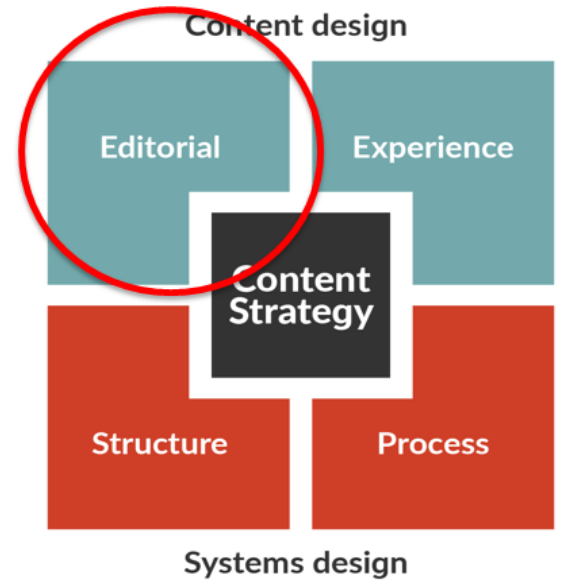 Content design
Editorial
Experience
Content
Strategy
Structure
Process
Systems design